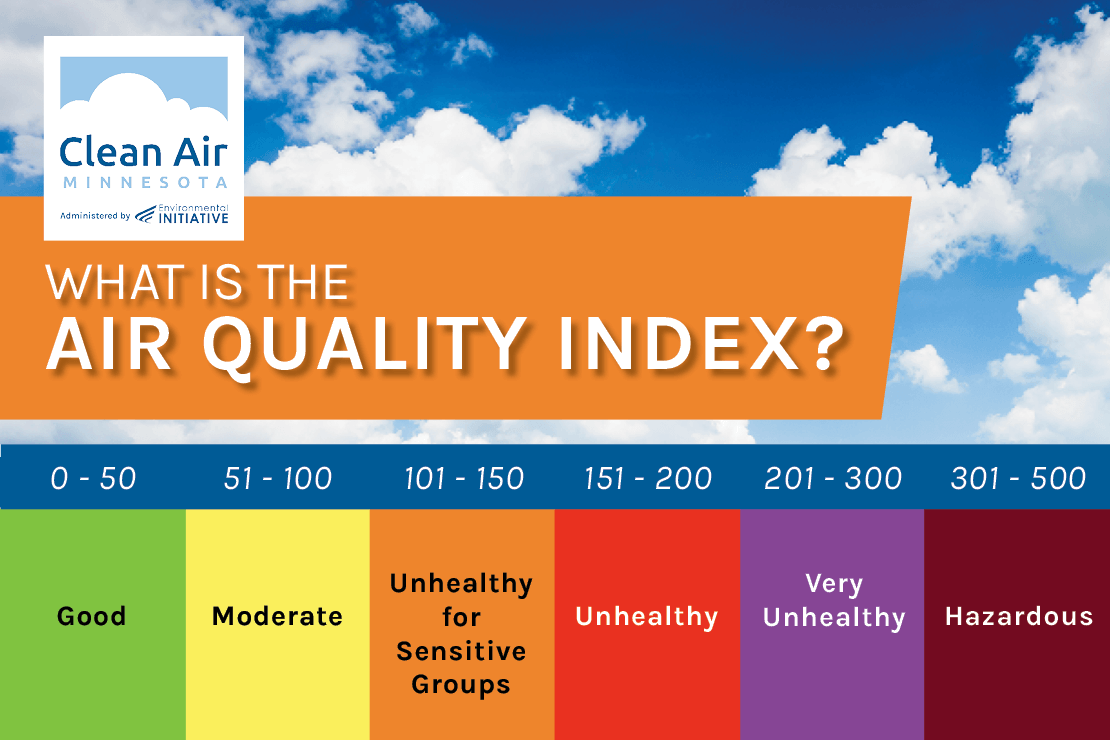 Clean Air
MINNESOTA
Administered by Environmental INITIATIVE
WHAT IS THE
AIR QUALITY INDEX?
0 - 50
51 - 100
101 - 150
151 - 200
201 - 300
301 - 500
Good
Moderate
Unhealthy
for
Sensitive
Groups
Unhealthy
Very
Unhealthy
Hazardous